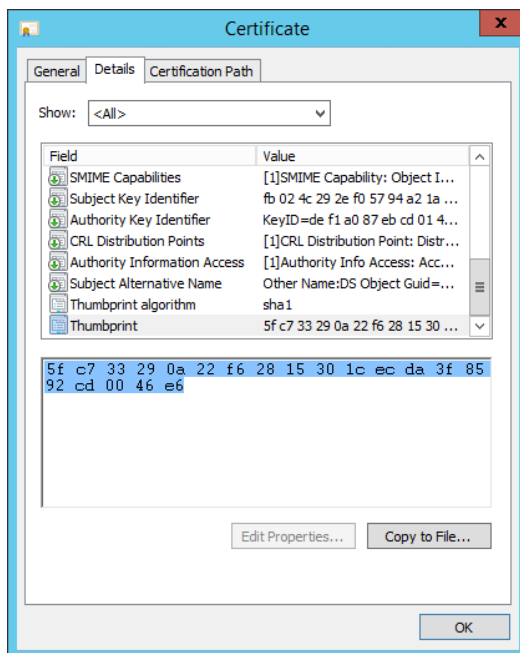 Certificate
x
General Details Certification Path
Show: <All>
Field Value
SMIME Capabilities [1]SMIME Capability: Object I...
Subject Key Identifier fb 02 4c 29 2e f0 57 94 a2 1a ...
Authority Key Identifier KeyID=de f1 a0 87 eb cd 01 4...
CRL Distribution Points [1]CRL Distribution Point: Distr...
Authority Information Access [1]Authority Info Access: Acc...
Subject Alternative Name Other Name:DS Object Guid=...
Thumbprint algorithm sha1
Thumbprint 5f c7 33 29 0a 22 f6 28 15 30 ...
5f c7 33 29 0a 22 f6 28 15 30 1c ec da 3f 85
92 cd 00 46 e6
Edit Properties... Copy to File...
OK